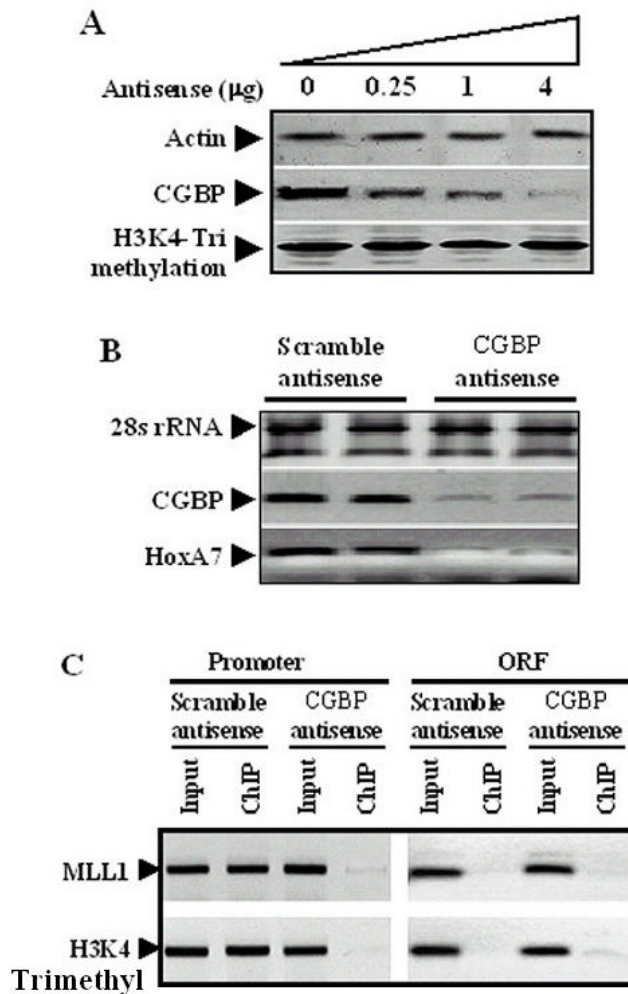 A
Antisense (µg) 0 0.25 1 4
Actin
CGBP
H3K4-Tri
methylation
B
Scramble CGBP
antisense antisense
28s rRNA
CGBP
HoxA7
C
Promoter ORF
Scramble CGBP Scramble CGBP
antisense antisense antisense antisense
Input ChIP Input ChIP Input ChIP Input ChIP
MLL1
H3K4
Trimethyl